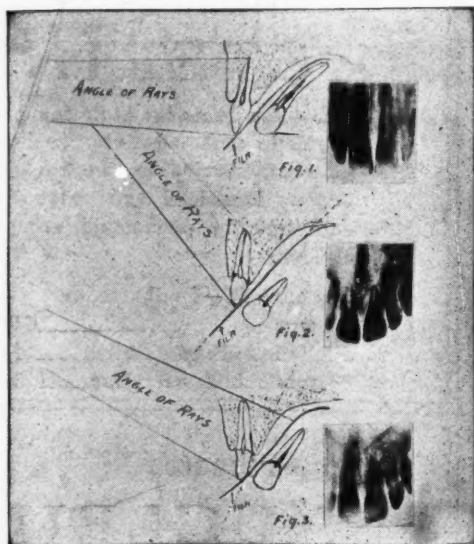 ANGLE OF RAYS
FILM
Fig. 1.
ANGLE OF RAYS
FILM
Fig. 2.
ANGLE OF RAYS
FILM
Fig. 3.